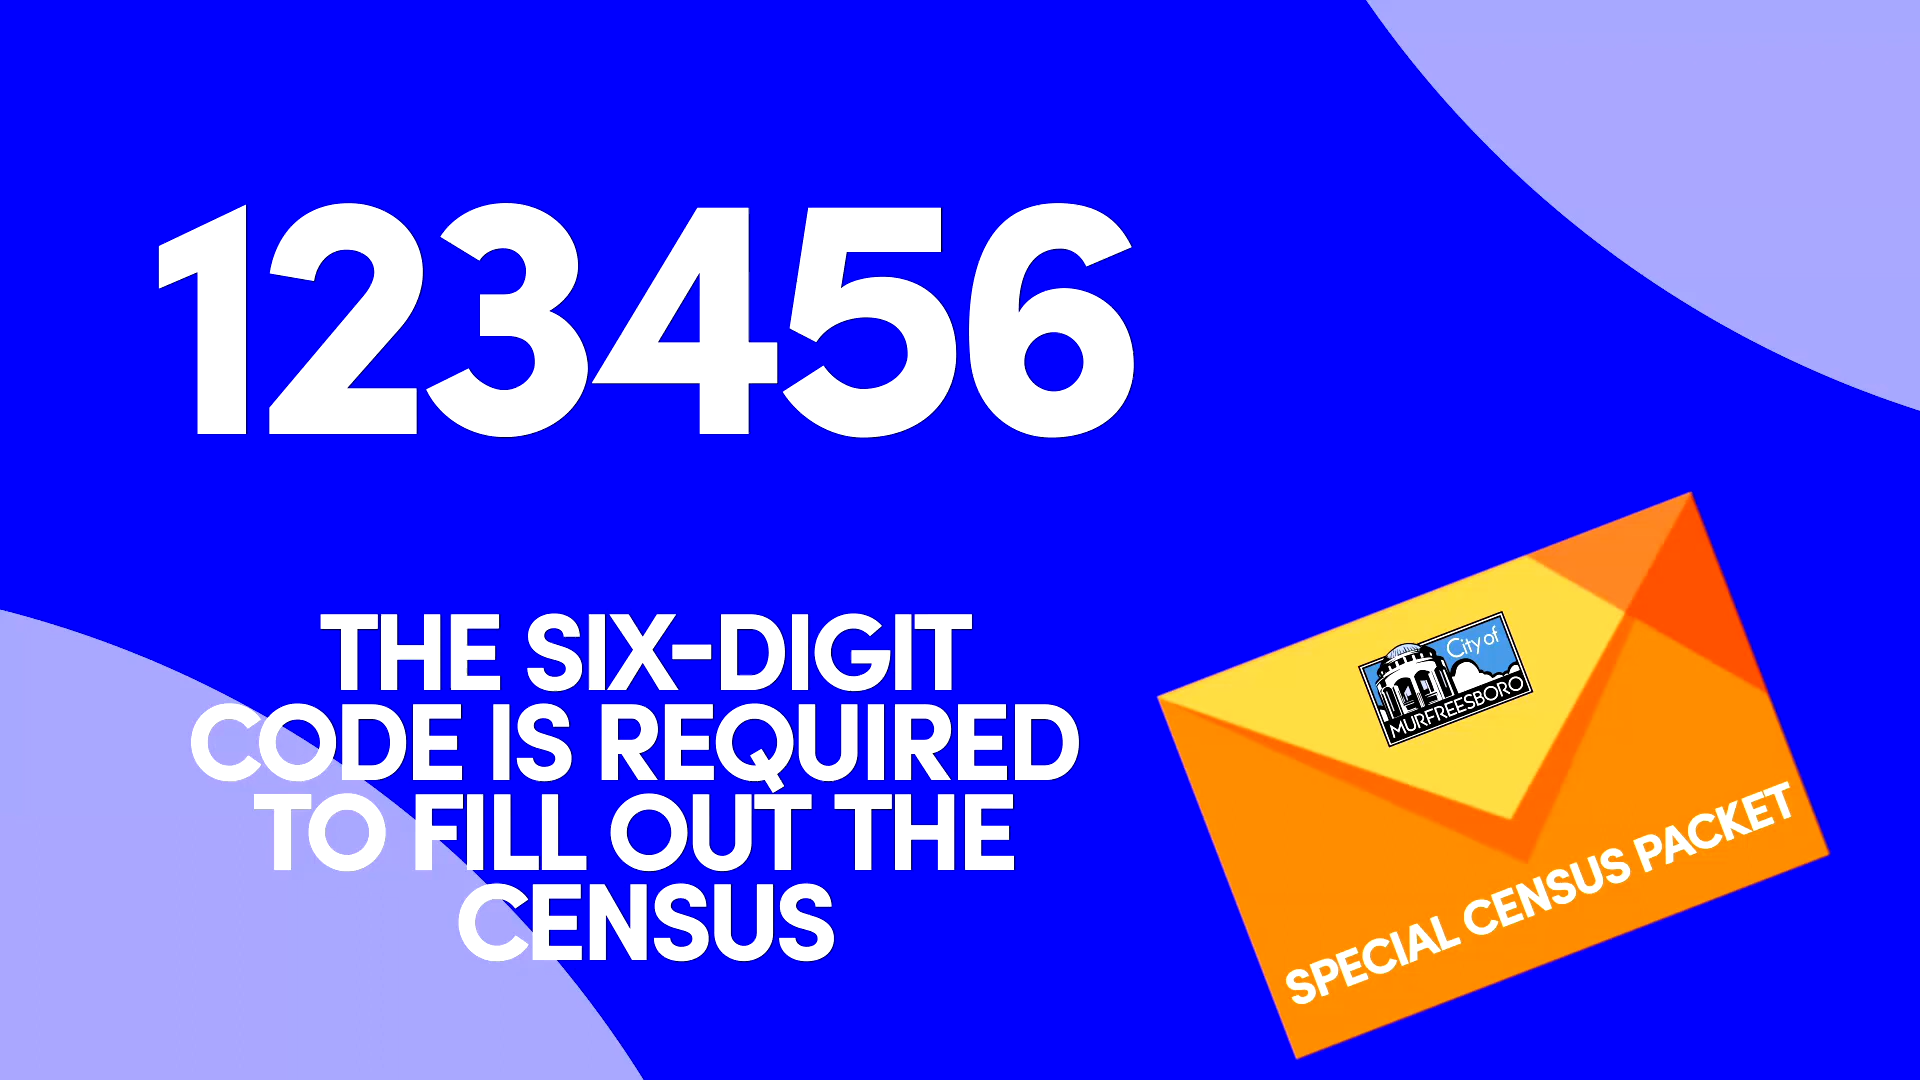 123456
THE SIX-DIGIT
CODE IS REQUIRED
TO FILL OUT THE
CENSUS
City of
MURFREESBORO
SPECIAL CENSUS PACKET